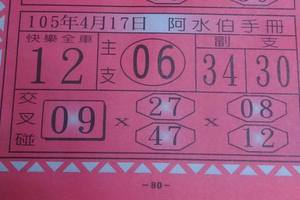 105年4月17日 阿水伯手冊
快樂全車 主支 副支
12 06 34 30
交叉碰 09 x 27 47 x 08 12
-80-